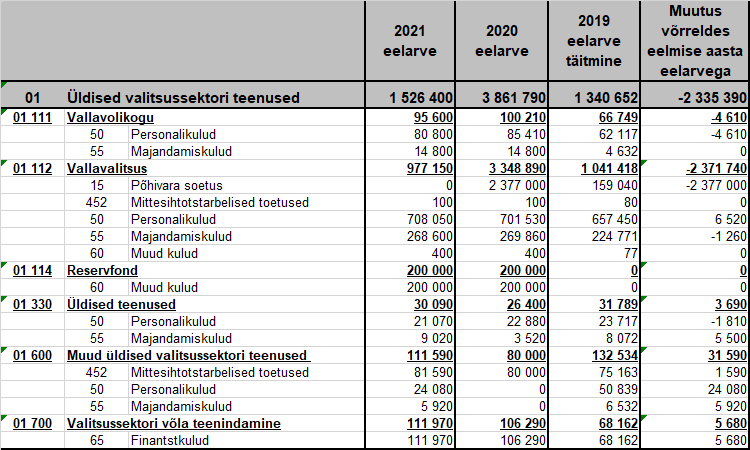 2021 eelarve 2020 eelarve 2019 eelarve täitmine Muutus võrreldes eelmise aasta eelarvega
01 Üldised valitsussektori teenused 1 526 400 3 861 790 1 340 652 -2 335 390
01 111 Vallavolikogu 95 600 100 210 66 749 -4 610
50 Personalikulud 80 800 85 410 62 117 -4 610
55 Majandamiskulud 14 800 14 800 4 632 0
01 112 Vallavalitsus 977 150 3 348 890 1 041 418 -2 371 740
15 Põhivara soetus 0 2 377 000 159 040 -2 377 000
452 Mittesihtotstarbelised toetused 100 100 80 0
50 Personalikulud 708 050 701 530 657 450 6 520
55 Majandamiskulud 268 600 269 860 224 771 -1 260
60 Muud kulud 400 400 77 0
01 114 Reservfond 200 000 200 000 0 0
60 Muud kulud 200 000 200 000 0 0
01 330 Üldised teenused 30 090 26 400 31 789 3 690
50 Personalikulud 21 070 22 880 23 717 -1 810
55 Majandamiskulud 9 020 3 520 8 072 5 500
01 600 Muud üldised valitsussektori teenused 111 590 80 000 132 534 31 590
452 Mittesihtotstarbelised toetused 81 590 80 000 75 163 1 590
50 Personalikulud 24 080 0 50 839 24 080
55 Majandamiskulud 5 920 0 6 532 5 920
01 700 Valitsussektori võla teenindamine 111 970 106 290 68 162 5 680
65 Finantstkulud 111 970 106 290 68 162 5 680